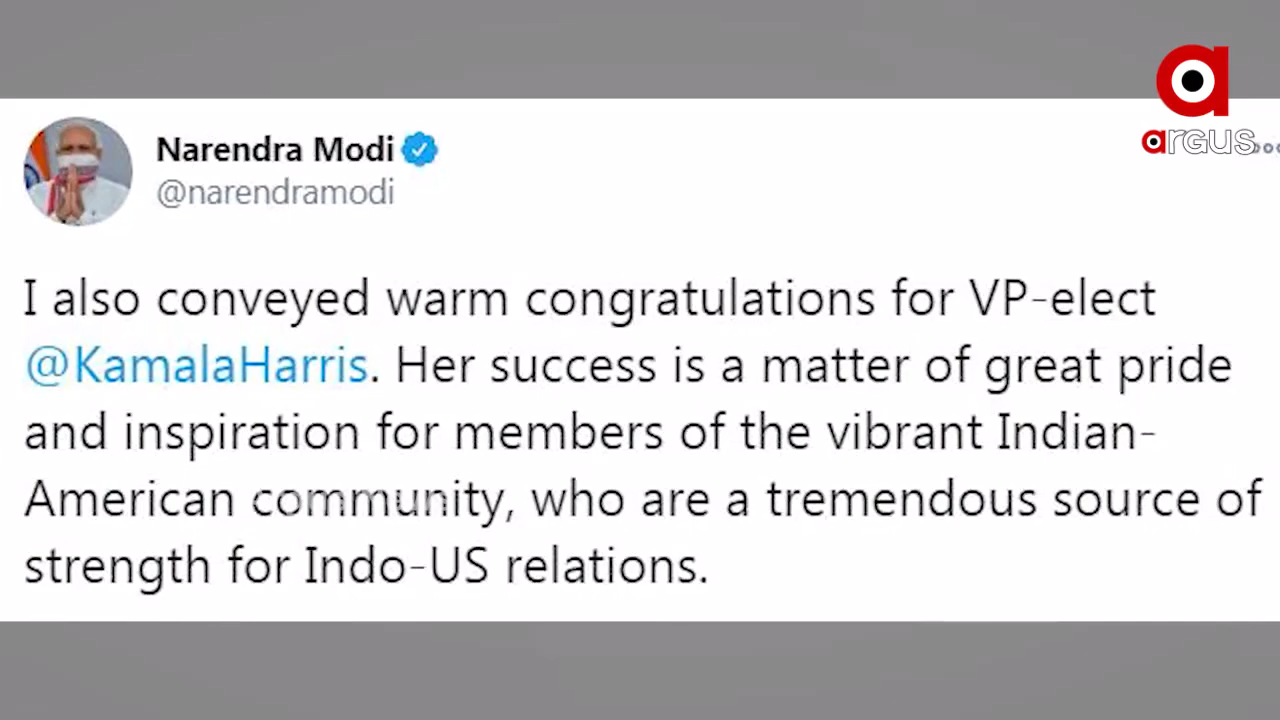 argus
Narendra Modi
@narendramodi
I also conveyed warm congratulations for VP-elect
@KamalaHarris. Her success is a matter of great pride
and inspiration for members of the vibrant Indian-
American community, who are a tremendous source of
strength for Indo-US relations.